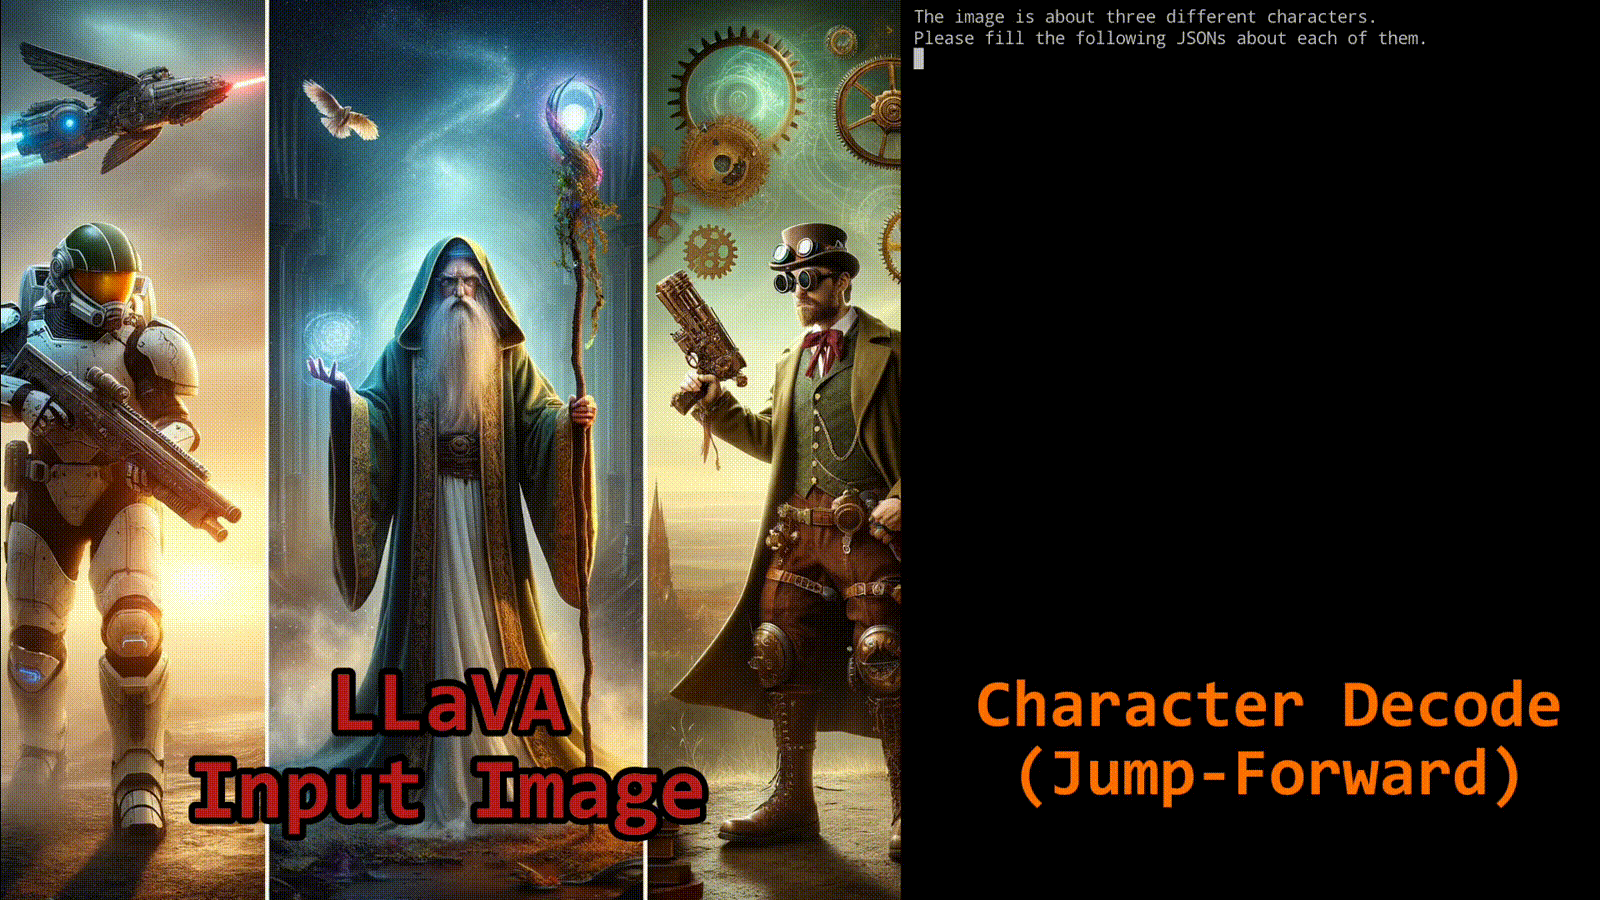 The image is about three different characters.
Please fill the following JSONs about each of them.
LLaVA
Input Image
Character Decode
(Jump-Forward)